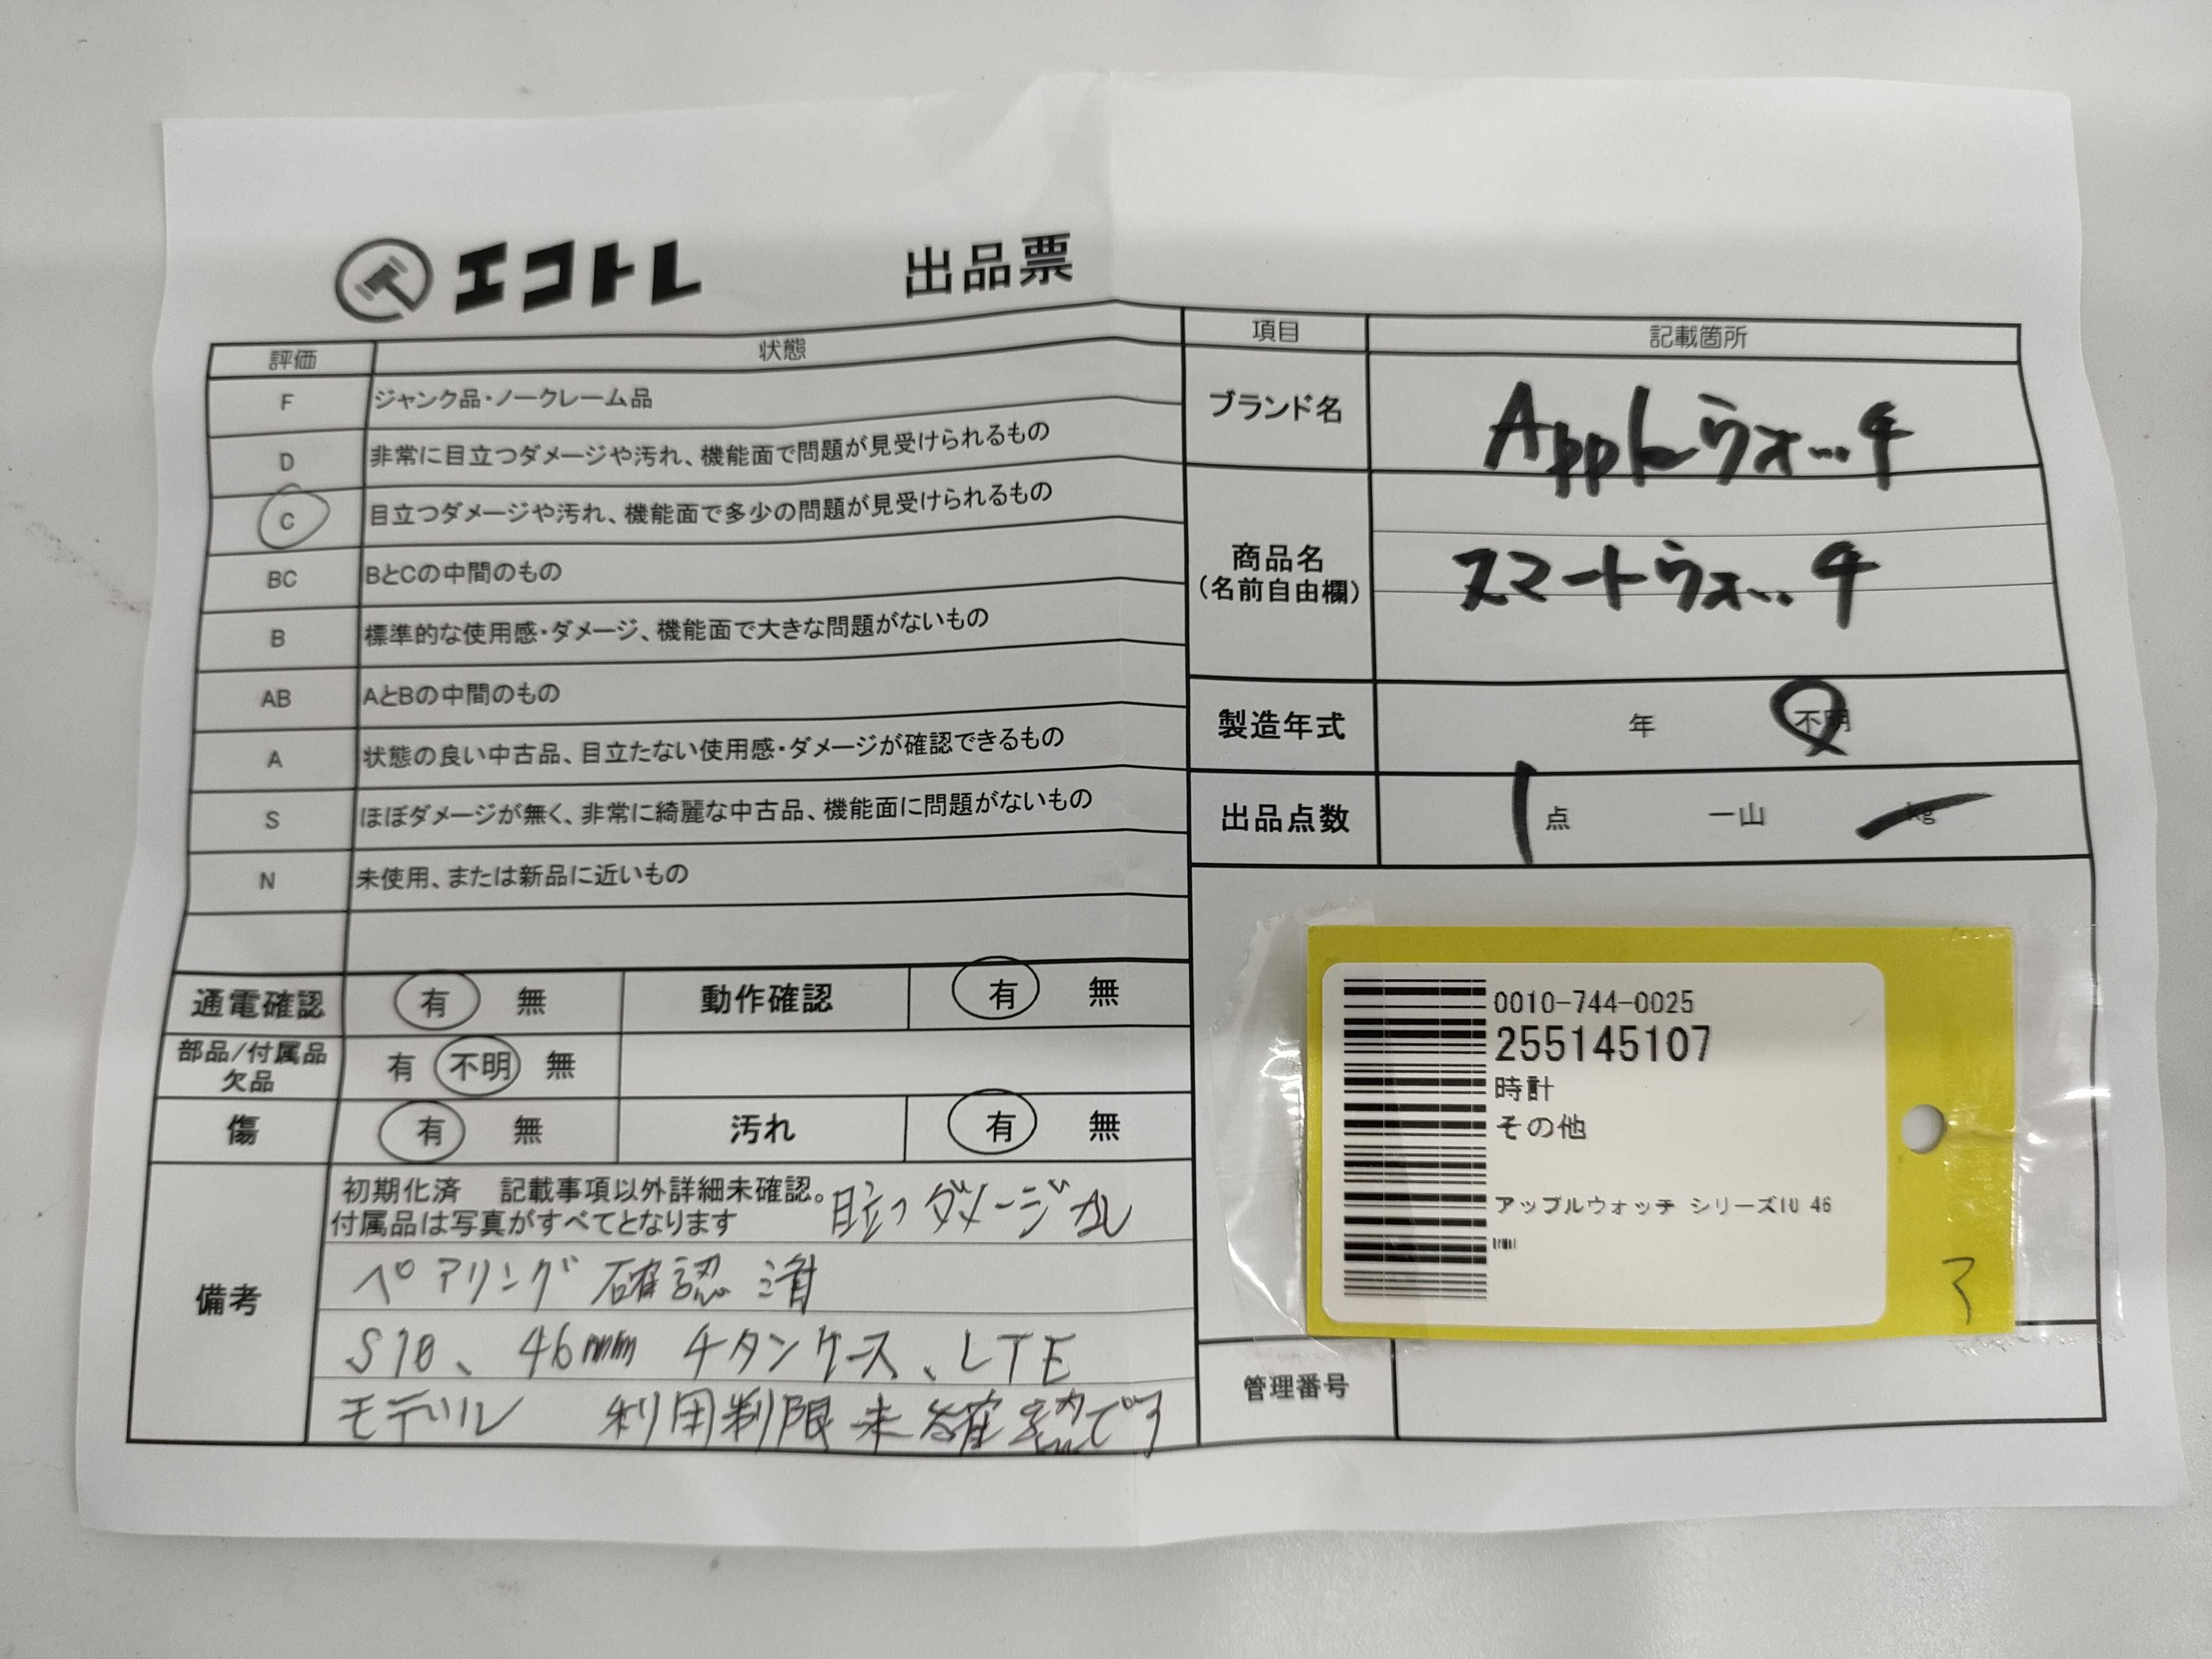 エコトレ 出品票
評価 状態
F ジャンク品・ノークレーム品
D 非常に目立つダメージや汚れ、機能面で問題が見受けられるもの
C 目立つダメージや汚れ、機能面で多少の問題が見受けられるもの
BC BとCの中間のもの
B 標準的な使用感・ダメージ、機能面で大きな問題がないもの
AB AとBの中間のもの
A 状態の良い中古品、目立たない使用感・ダメージが確認できるもの
S ほぼダメージが無く、非常に綺麗な中古品、機能面に問題がないもの
N 未使用、または新品に近いもの
通電確認 有 無 動作確認 有 無
部品/付属品
欠品 有 不明 無
傷 有 無 汚れ 有 無
備考
初期化済 記載事項以外詳細未確認。
付属品は写真がすべてとなります 目立つダメージ無し
ペアリング確認済
S10、46mm チタンケース、LTE
モデル 利用制限未確認です
項目 記載箇所
ブランド名 Appleウォッチ
商品名
(名前自由欄) スマートウォッチ
製造年式 年 不明
出品点数 1点 一山 kg
0010-744-0025
255145107
時計
その他
アップルウォッチ シリーズ10 46
mm
管理番号